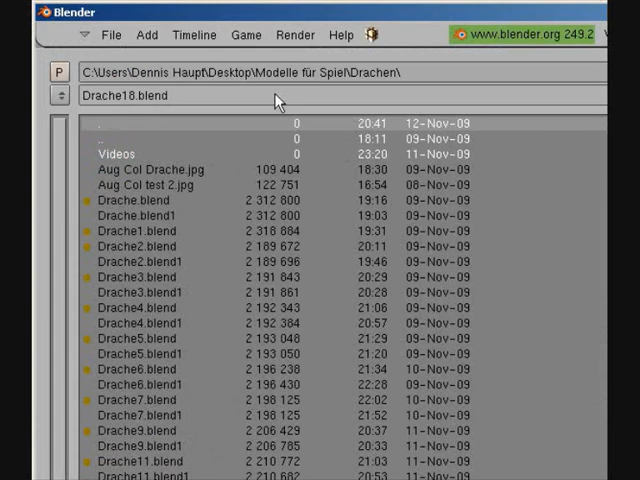 Blender
File Add Timeline Game Render Help www.blender.org 249.2
P C:\Users\Dennis Haupt\Desktop\Modelle für Spiel\Drachen\
Drache18.blend
. 0 20:41 12-Nov-09
.. 0 18:11 09-Nov-09
Videos 0 23:20 11-Nov-09
Aug Col Drache.jpg 109 404 18:30 09-Nov-09
Aug Col test 2.jpg 122 751 16:54 08-Nov-09
Drache.blend 2 312 800 19:16 09-Nov-09
Drache.blend1 2 312 800 19:03 09-Nov-09
Drache1.blend 2 318 884 19:31 09-Nov-09
Drache2.blend 2 189 672 20:11 09-Nov-09
Drache2.blend1 2 189 696 19:46 09-Nov-09
Drache3.blend 2 191 843 20:29 09-Nov-09
Drache3.blend1 2 191 861 20:28 09-Nov-09
Drache4.blend 2 192 343 21:06 09-Nov-09
Drache4.blend1 2 192 384 20:57 09-Nov-09
Drache5.blend 2 193 048 21:29 09-Nov-09
Drache5.blend1 2 193 050 21:20 09-Nov-09
Drache6.blend 2 196 238 21:34 10-Nov-09
Drache6.blend1 2 196 430 22:28 09-Nov-09
Drache7.blend 2 198 125 22:02 10-Nov-09
Drache7.blend1 2 198 125 21:52 10-Nov-09
Drache9.blend 2 206 429 20:37 11-Nov-09
Drache9.blend1 2 206 785 20:33 11-Nov-09
Drache11.blend 2 210 772 21:03 11-Nov-09
Drache11.blend1 2 210 682 20:53 11-Nov-09